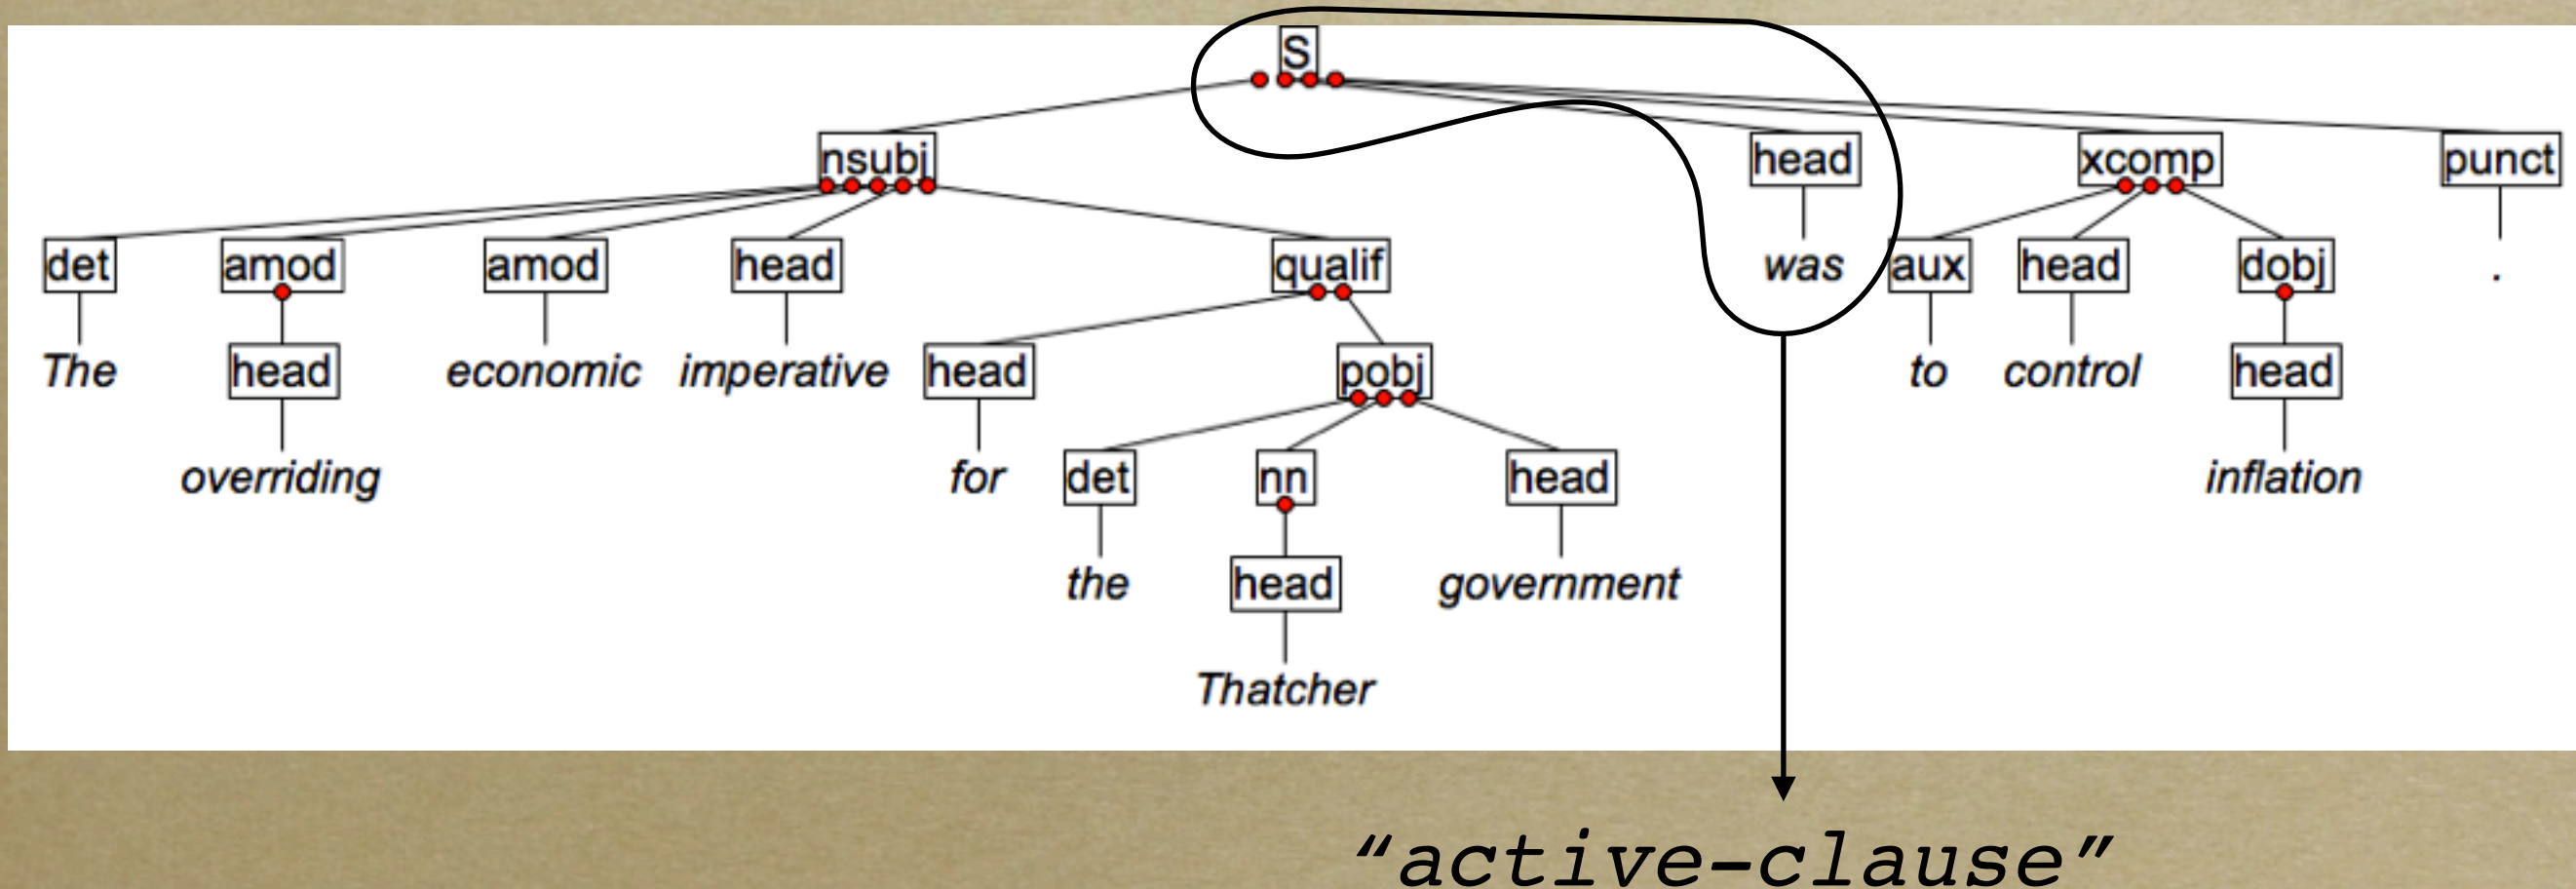 S
nsubj head xcomp punct
det amod amod head qualif was aux head dobj .
The head economic imperative head pobj to control head
overriding for det nn head inflation
the head government
Thatcher
“active-clause”